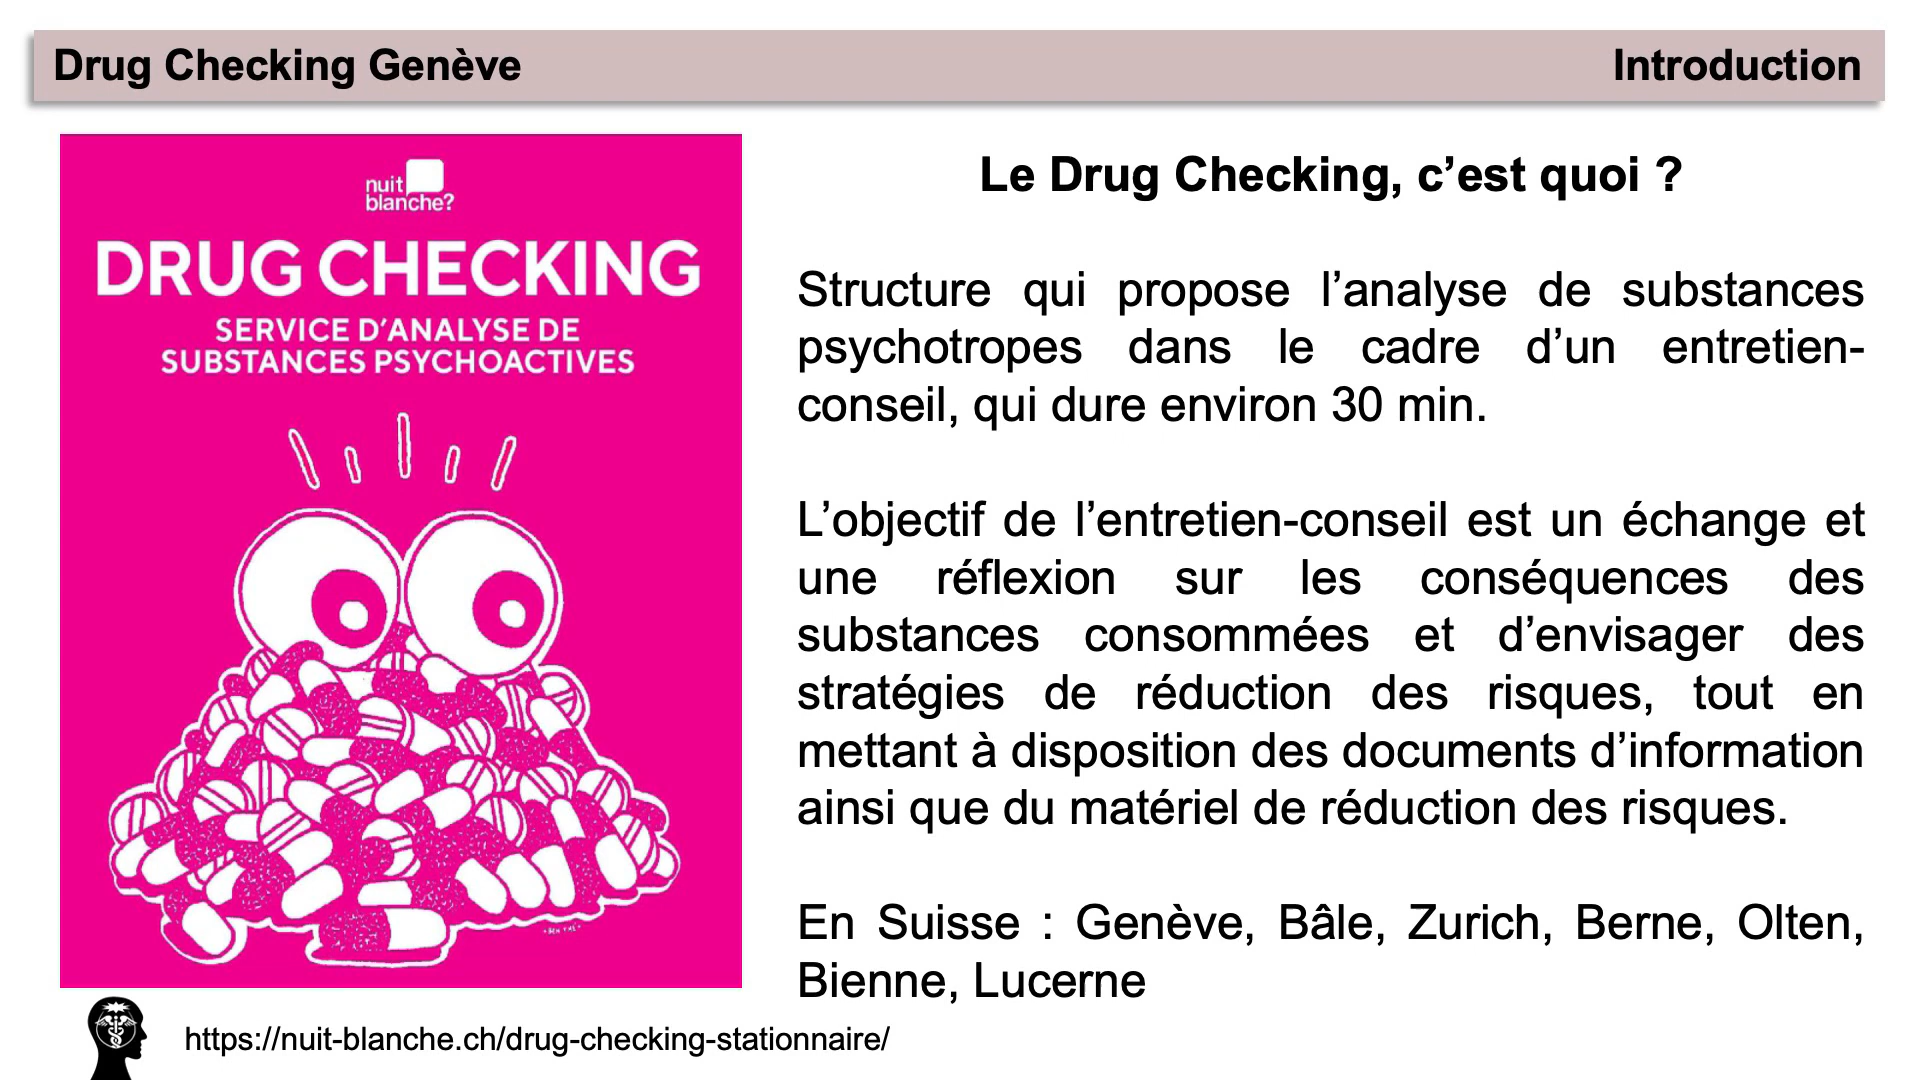 Drug Checking Genève
Introduction
nuit
blanche?
DRUG CHECKING
SERVICE D'ANALYSE DE
SUBSTANCES PSYCHOACTIVES
Le Drug Checking, c’est quoi ?
Structure qui propose l’analyse de substances
psychotropes dans le cadre d’un entretien-
conseil, qui dure environ 30 min.
L’objectif de l’entretien-conseil est un échange et
une réflexion sur les conséquences des
substances consommées et d’envisager des
stratégies de réduction des risques, tout en
mettant à disposition des documents d’information
ainsi que du matériel de réduction des risques.
En Suisse : Genève, Bâle, Zurich, Berne, Olten,
Bienne, Lucerne
https://nuit-blanche.ch/drug-checking-stationnaire/